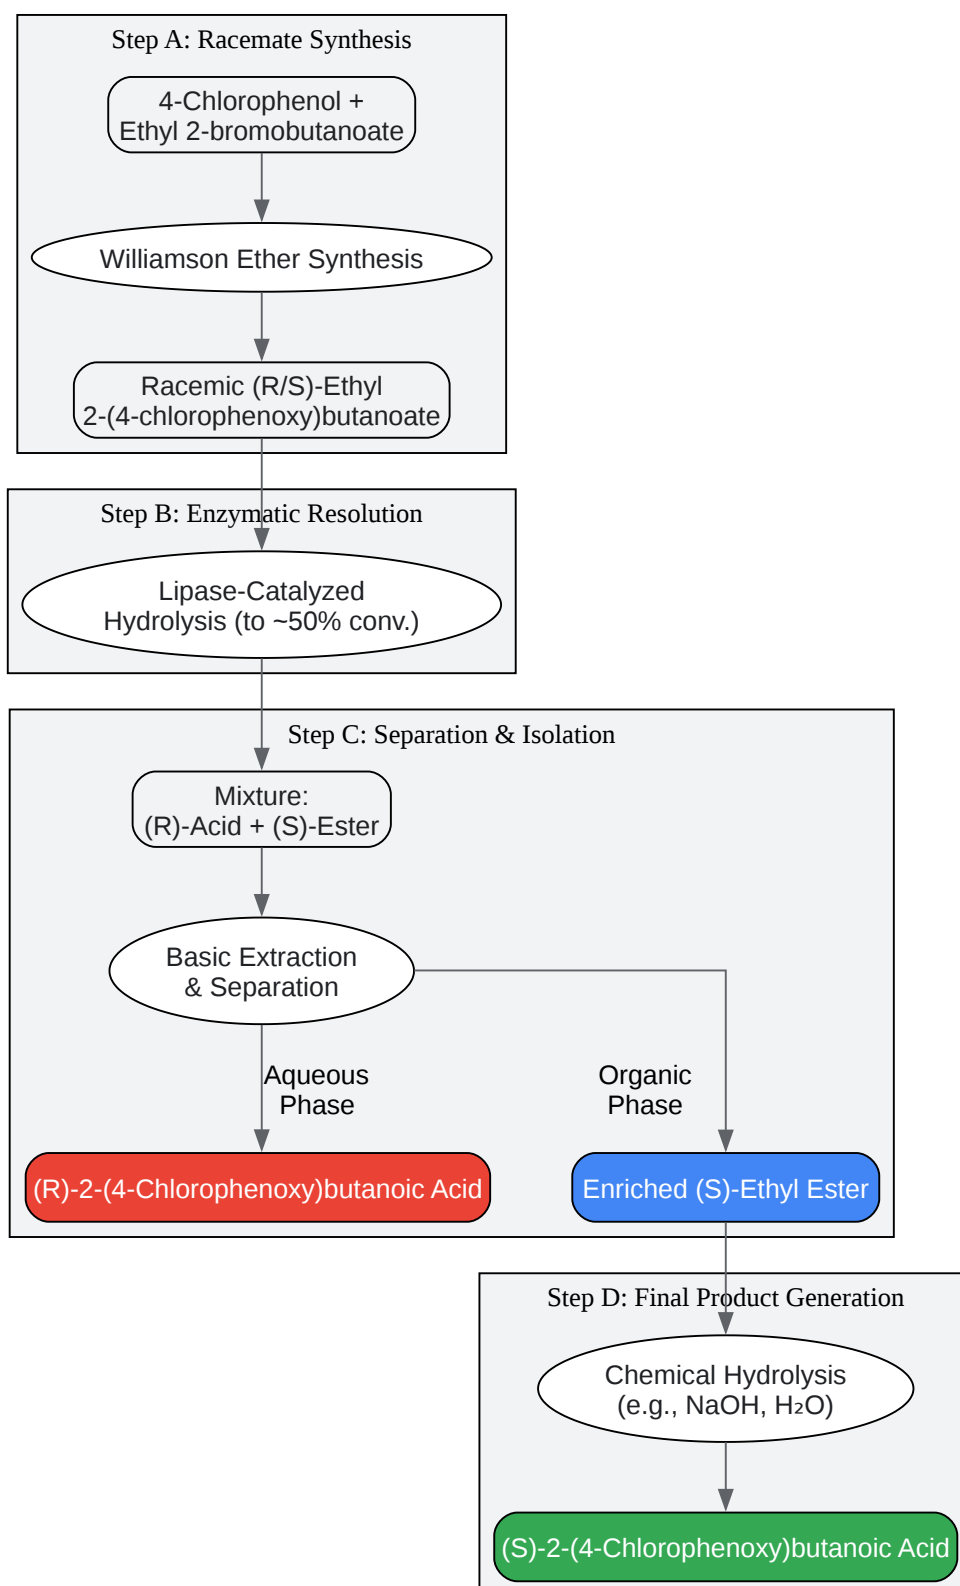 Step A: Racemate Synthesis
4-Chlorophenol +
Ethyl 2-bromobutanoate
Williamson Ether Synthesis
Racemic (R/S)-Ethyl
2-(4-chlorophenoxy)butanoate
Step B: Enzymatic Resolution
Lipase-Catalyzed
Hydrolysis (to ~50% conv.)
Step C: Separation & Isolation
Mixture:
(R)-Acid + (S)-Ester
Basic Extraction
& Separation
Aqueous
Phase
Organic
Phase
(R)-2-(4-Chlorophenoxy)butanoic Acid
Enriched (S)-Ethyl Ester
Step D: Final Product Generation
Chemical Hydrolysis
(e.g., NaOH, H₂O)
(S)-2-(4-Chlorophenoxy)butanoic Acid